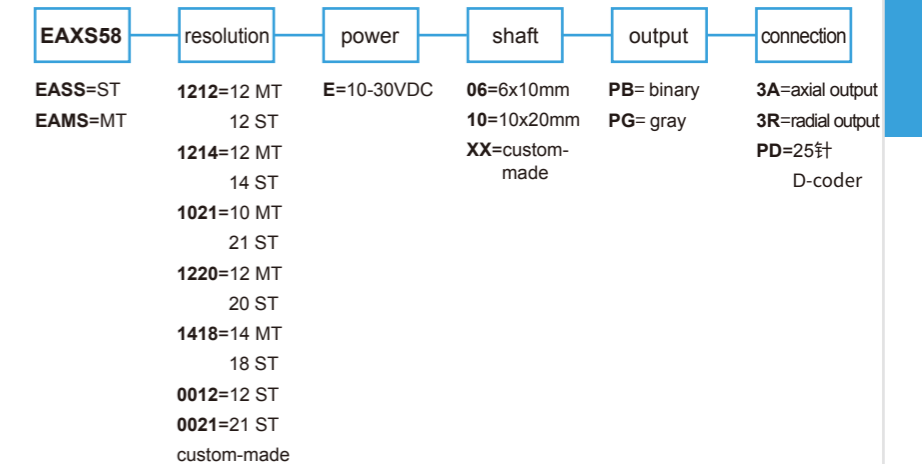 EAXS58 resolution power shaft output connection
EASS=ST
EAMS=MT
1212=12 MT
12 ST
1214=12 MT
14 ST
1021=10 MT
21 ST
1220=12 MT
20 ST
1418=14 MT
18 ST
0012=12 ST
0021=21 ST
custom-made
E=10-30VDC
06=6x10mm
10=10x20mm
XX=custom-
made
PB= binary
PG= gray
3A=axial output
3R=radial output
PD=25针
D-coder